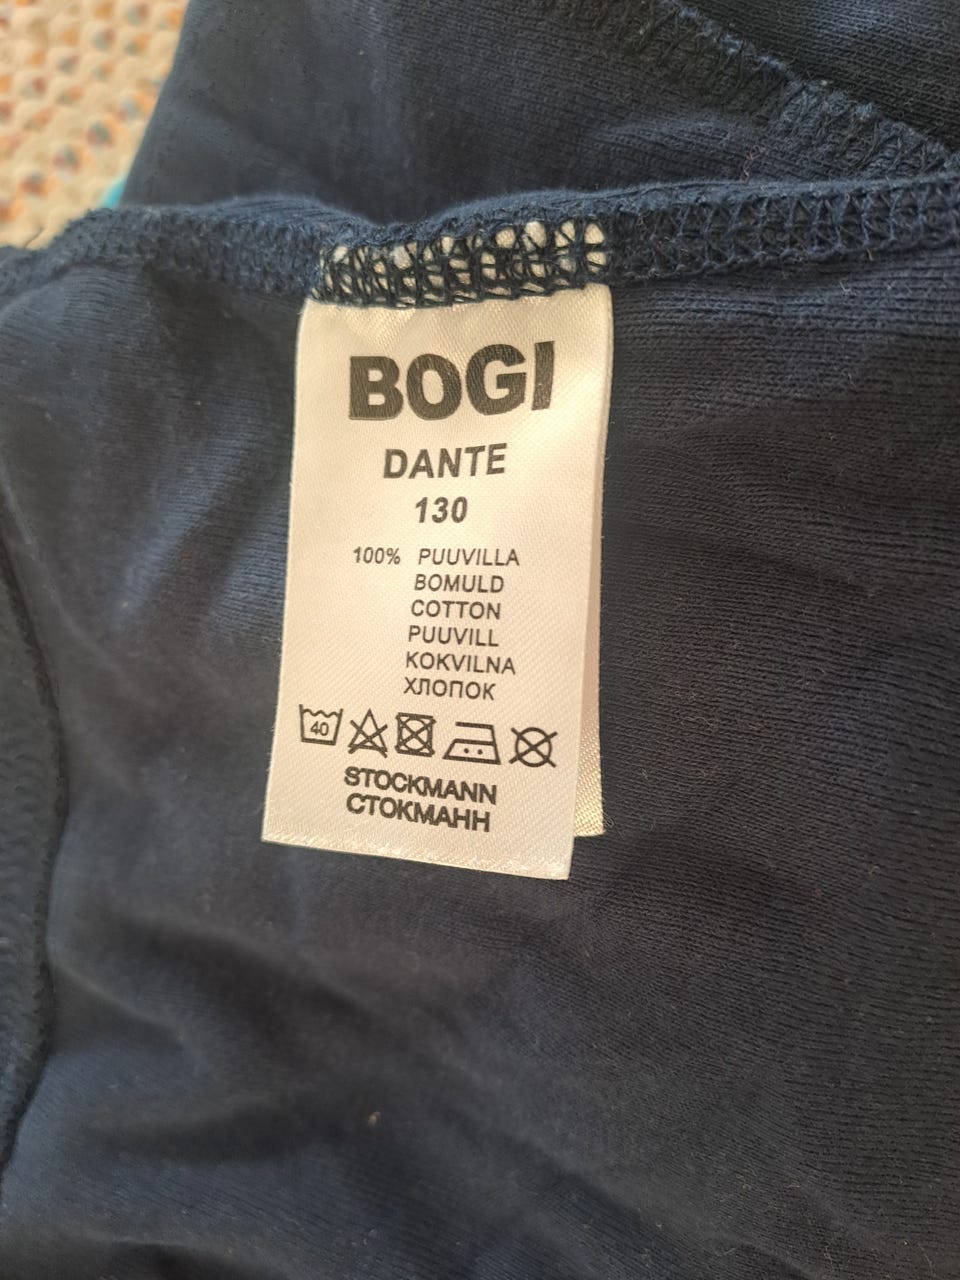 BOGI
DANTE
130
100% PUUVILLA
BOMULD
COTTON
PUUVILL
KOKVILNA
ХЛОПОК
40
STOCKMANN
СТОКМАНН